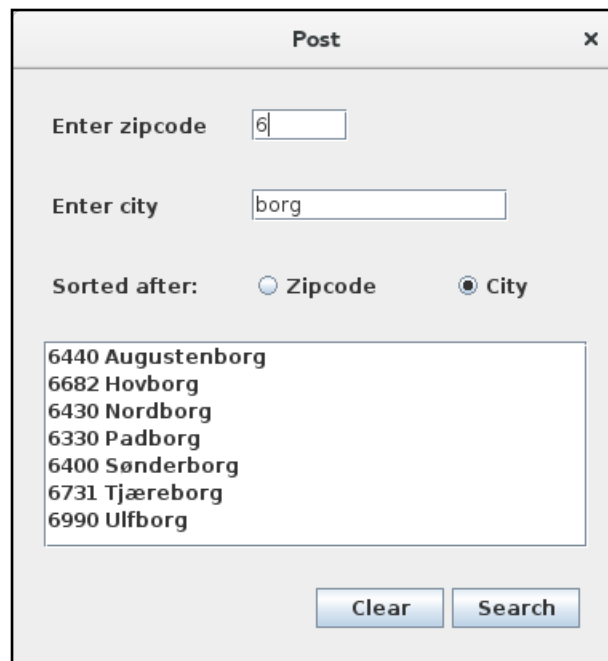 Post ×
Enter zipcode 6
Enter city borg
Sorted after: Zipcode City
6440 Augustenborg
6682 Hovborg
6430 Nordborg
6330 Padborg
6400 Sønderborg
6731 Tjæreborg
6990 Ulfborg
Clear Search